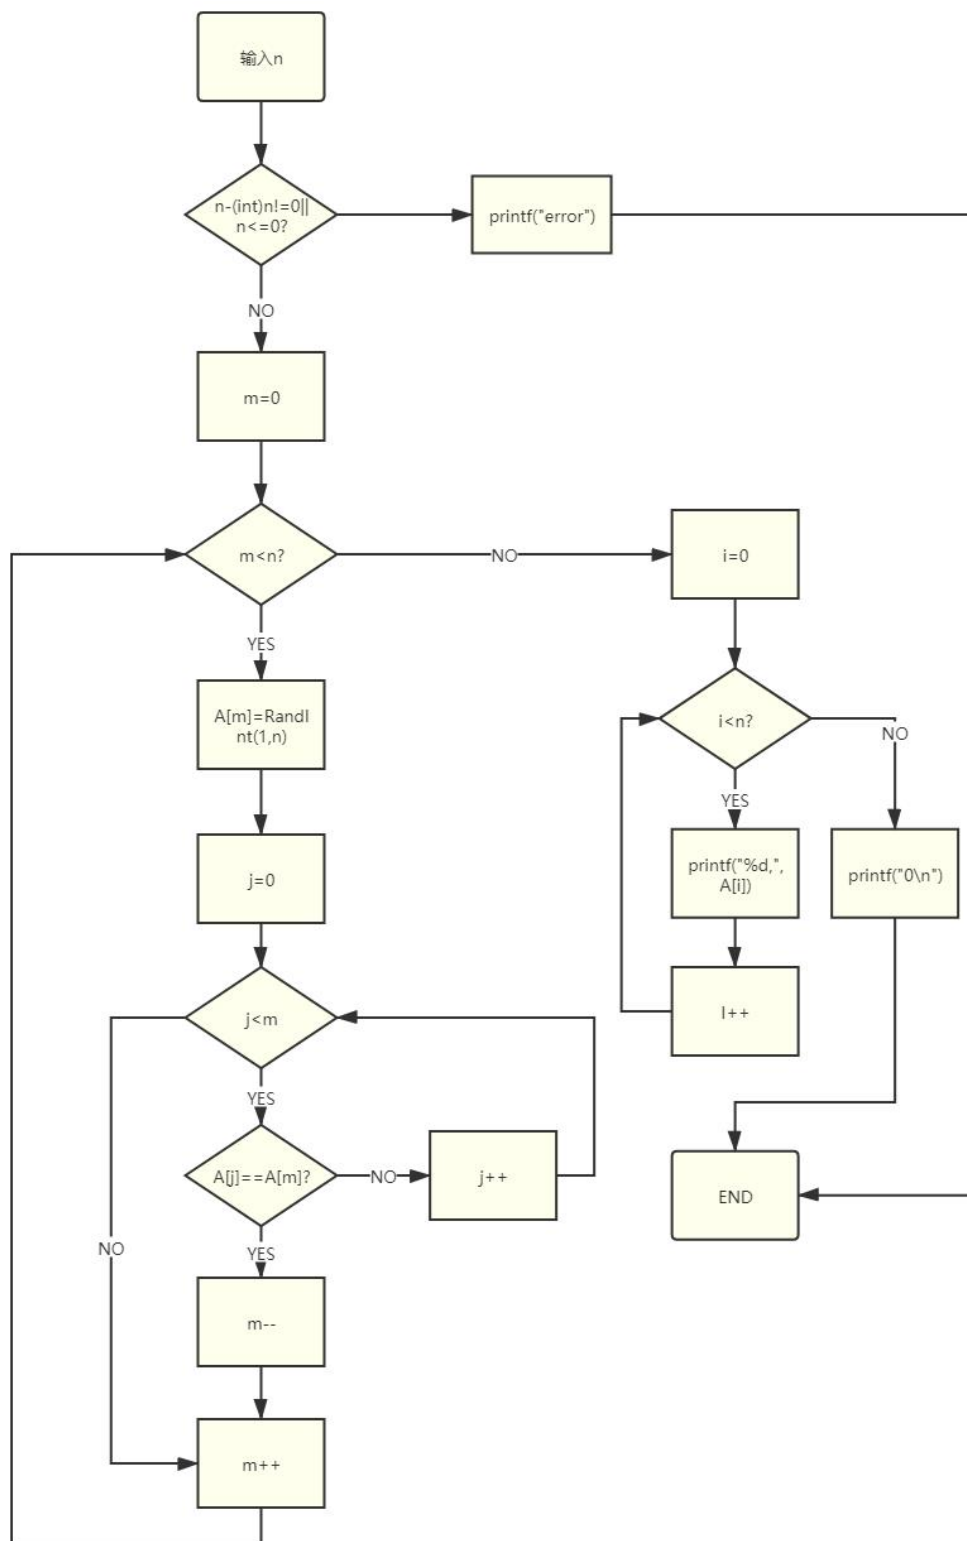 输入n
n-(int)n!=0||
n<=0?
printf("error")
NO
m=0
m<n?
NO
i=0
YES
A[m]=RandI
nt(1,n)
i<n?
NO
YES
j=0
printf("%d,",
A[i])
printf("0\n")
j<m
I++
YES
A[j]==A[m]?
NO
j++
END
NO
YES
m--
m++